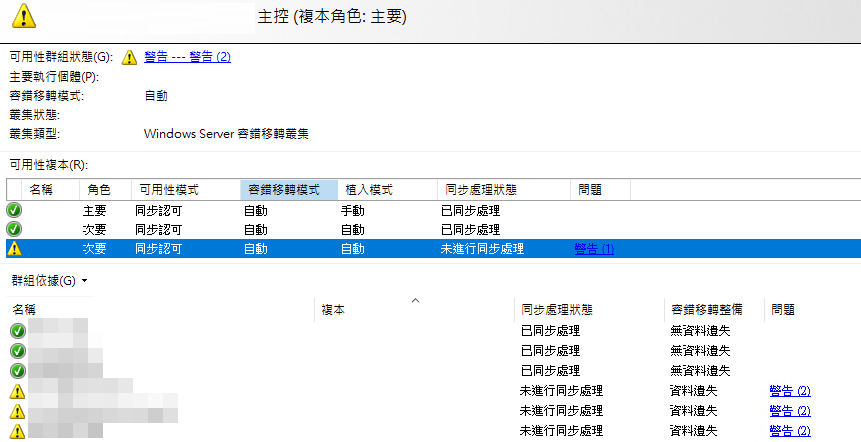 主控 (複本角色: 主要)
可用性群組狀態(G): 警告 --- 警告 (2)
主要執行個體(P):
容錯移轉模式: 自動
叢集狀態:
叢集類型: Windows Server 容錯移轉叢集
可用性複本(R):
名稱 角色 可用性模式 容錯移轉模式 植入模式 同步處理狀態 問題
主要 同步認可 自動 手動 已同步處理
次要 同步認可 自動 自動 已同步處理
次要 同步認可 自動 自動 未進行同步處理 警告 (1)
群組依據(G)
名稱 複本 同步處理狀態 容錯移轉整備 問題
已同步處理 無資料遺失
已同步處理 無資料遺失
已同步處理 無資料遺失
未進行同步處理 資料遺失 警告 (2)
未進行同步處理 資料遺失 警告 (2)
未進行同步處理 資料遺失 警告 (2)